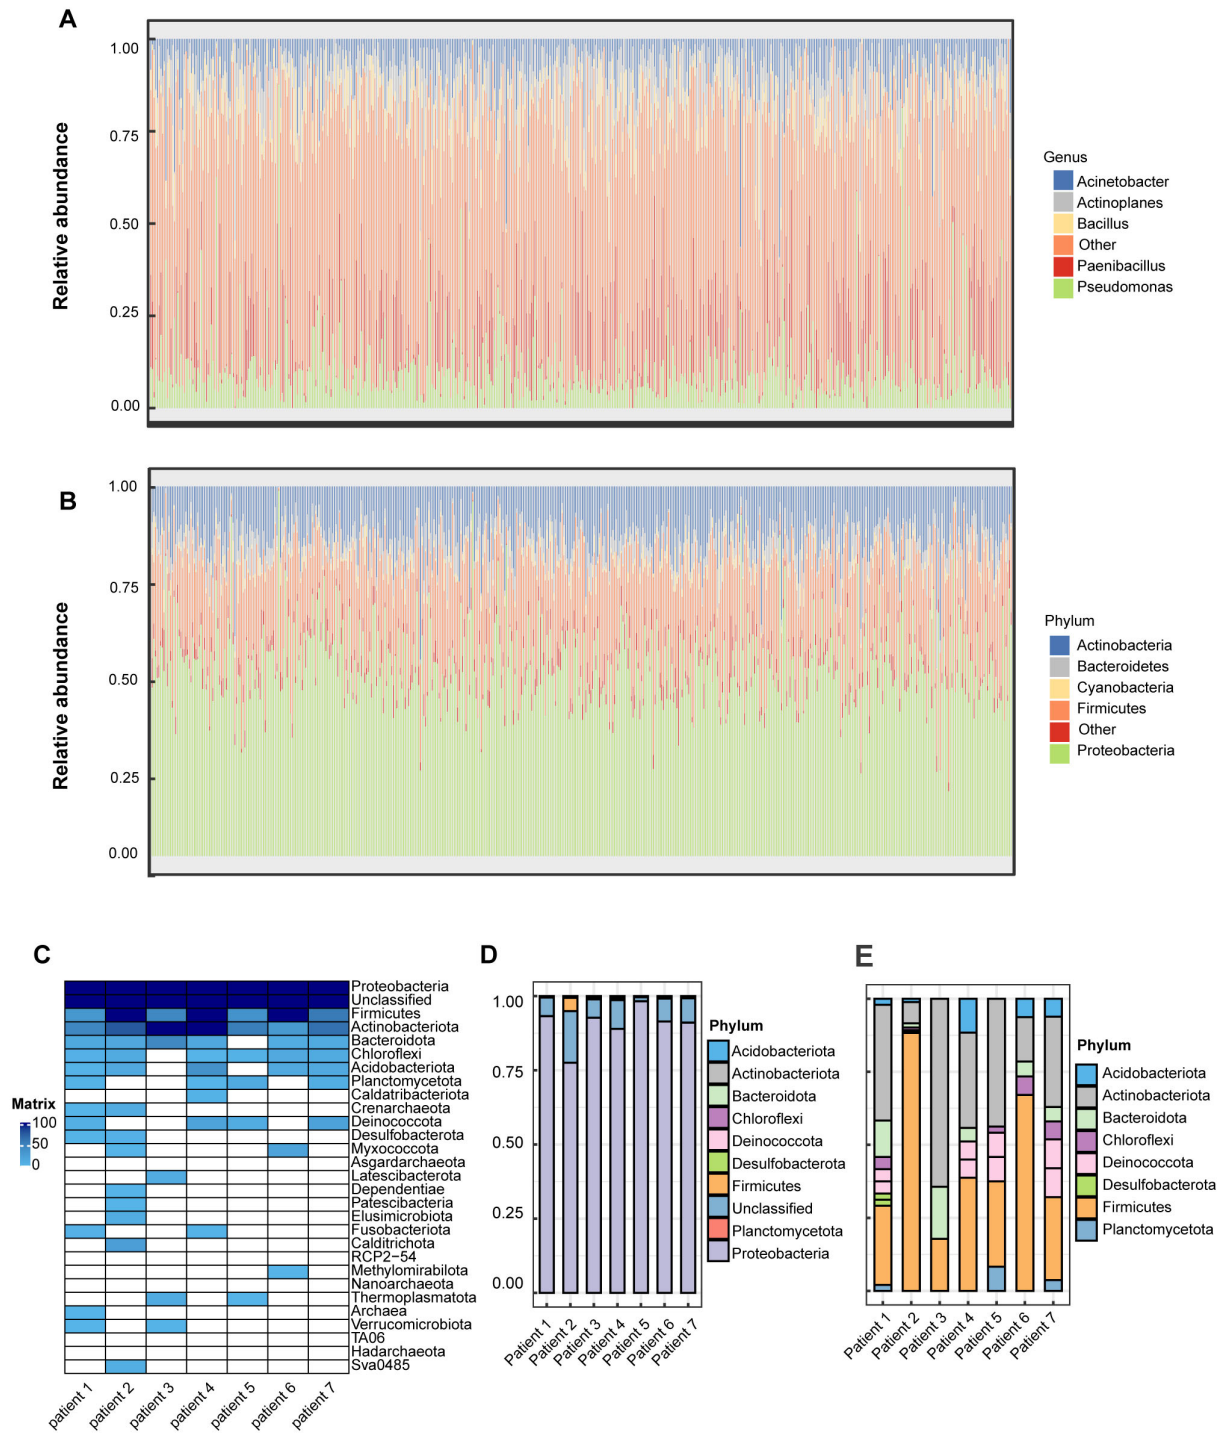 A
1.00
0.75
0.50
0.25
0.00
Relative abundance
Genus
Acinetobacter
Actinoplanes
Bacillus
Other
Paenibacillus
Pseudomonas
B
1.00
0.75
0.50
0.25
0.00
Relative abundance
Phylum
Actinobacteria
Bacteroidetes
Cyanobacteria
Firmicutes
Other
Proteobacteria
C
Matrix
100
50
0
Proteobacteria
Unclassified
Firmicutes
Actinobacteriota
Bacteroidota
Chloroflexi
Acidobacteriota
Planctomycetota
Caldatribacteriota
Crenarchaeota
Deinococcota
Desulfobacterota
Myxococcota
Asgardarchaeota
Latescibacterota
Dependentiae
Patescibacteria
Elusimicrobiota
Fusobacteriota
Calditrichota
RCP2−54
Methylomirabilota
Nanoarchaeota
Thermoplasmatota
Archaea
Verrucomicrobiota
TA06
Hadarchaeota
Sva0485
patient 1
patient 2
patient 3
patient 4
patient 5
patient 6
patient 7
D
1.00
0.75
0.50
0.25
0.00
Patient 1
Patient 2
Patient 3
Patient 4
Patient 5
Patient 6
Patient 7
Phylum
Acidobacteriota
Actinobacteriota
Bacteroidota
Chloroflexi
Deinococcota
Desulfobacterota
Firmicutes
Unclassified
Planctomycetota
Proteobacteria
E
Patient 1
Patient 2
Patient 3
Patient 4
Patient 5
Patient 6
Patient 7
Phylum
Acidobacteriota
Actinobacteriota
Bacteroidota
Chloroflexi
Deinococcota
Desulfobacterota
Firmicutes
Planctomycetota